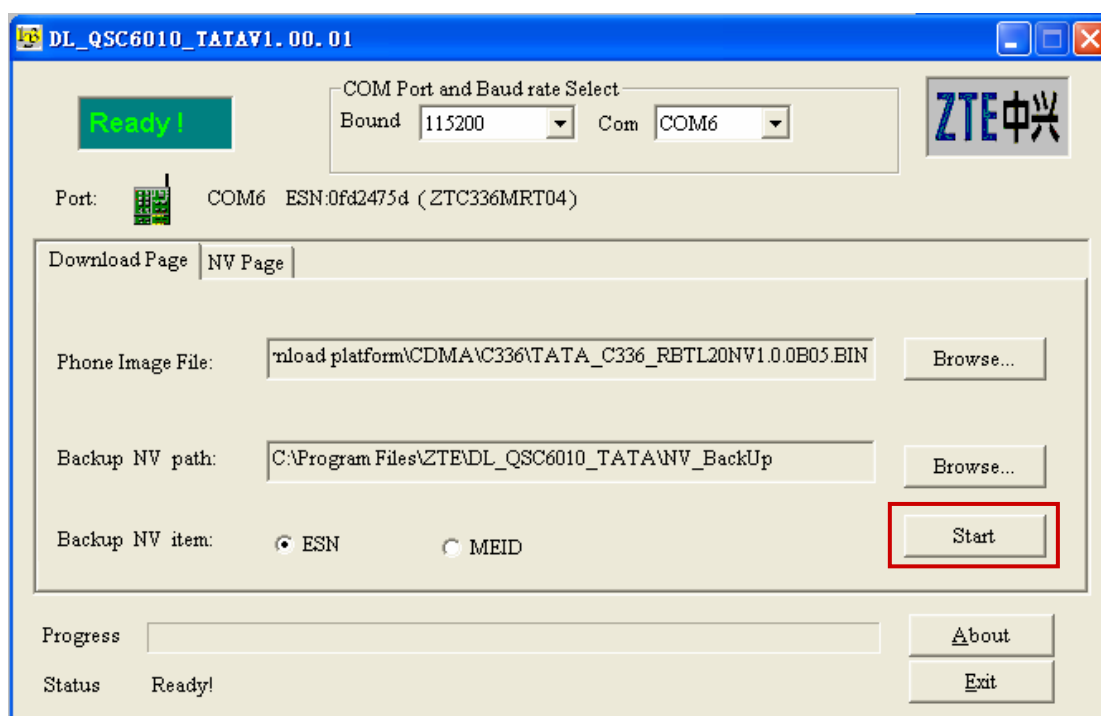 DL_QSC6010_TATAV1.00.01
COM Port and Baud rate Select
Ready!
Bound 115200 Com COM6
ZTE中兴
Port: COM6 ESN:0fd2475d (ZTC336MRT04)
Download Page NV Page
Phone Image File: nload platform\CDMA\C336\TATA_C336_RBTL20NV1.0.0B05.BIN Browse...
Backup NV path: C:\Program Files\ZTE\DL_QSC6010_TATA\NV_BackUp Browse...
Backup NV item: ESN MEID Start
Progress About
Status Ready! Exit